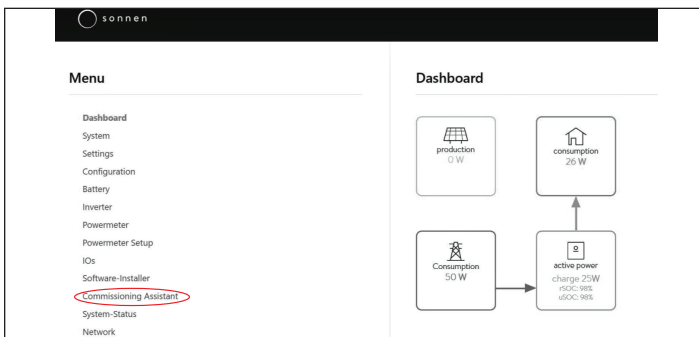 sonnen
Menu
Dashboard
System
Settings
Configuration
Battery
Inverter
Powermeter
Powermeter Setup
IOs
Software-Installer
Commissioning Assistant
System-Status
Network
Dashboard
production
0 W
consumption
26 W
Consumption
50 W
active power
charge 25W
rSOC: 98%
uSOC: 98%